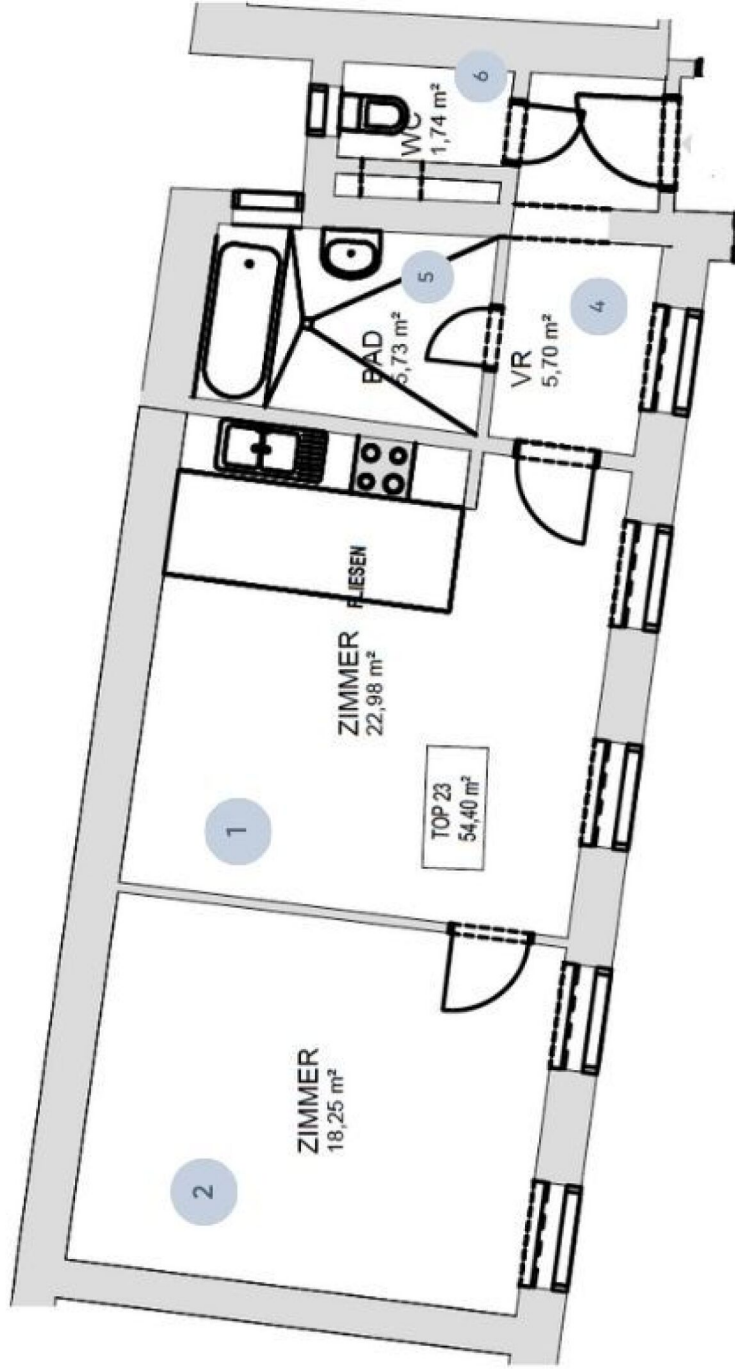 6
WC
1,74 m²
5
BAD
5,73 m²
4
VR
5,70 m²
FLIESEN
ZIMMER
22,98 m²
1
TOP 23
54,40 m²
ZIMMER
18,25 m²
2